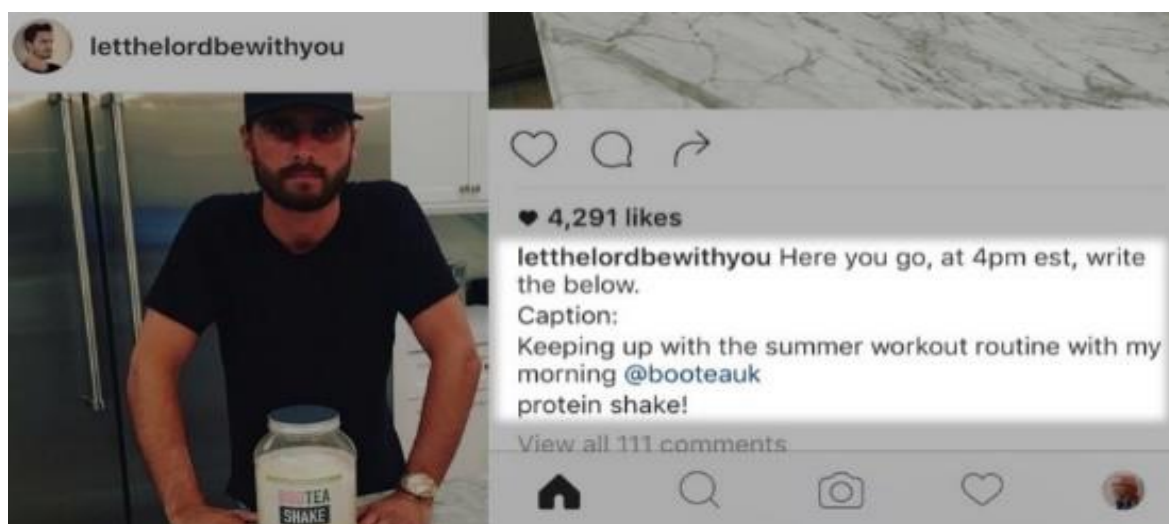 letthelordbewithyou
BOOTEA
SHAKE
4,291 likes
letthelordbewithyou Here you go, at 4pm est, write
the below.
Caption:
Keeping up with the summer workout routine with my
morning @booteauk
protein shake!
View all 111 comments